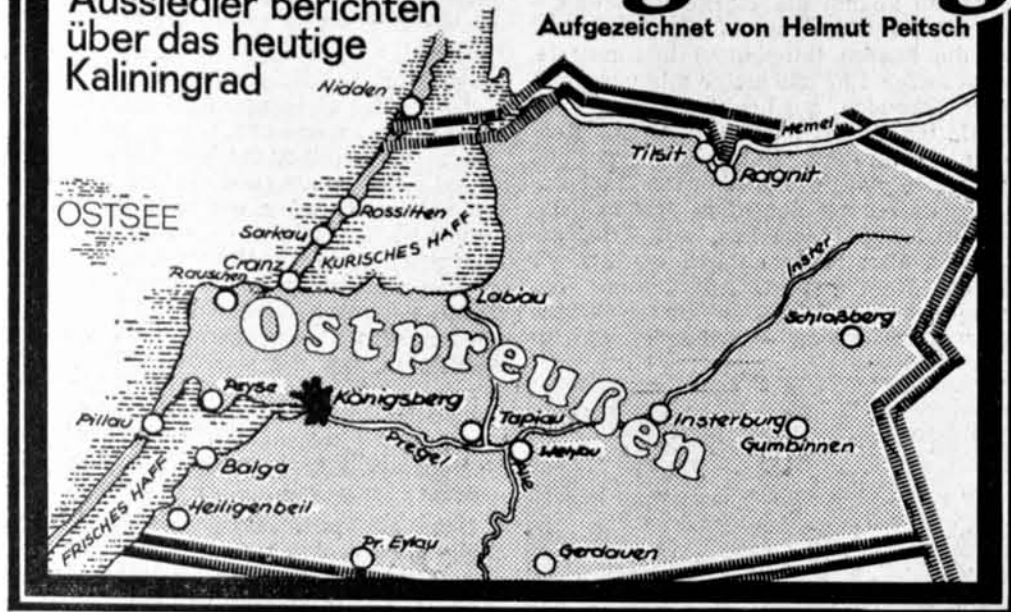 Aussiedler berichten
über das heutige
Kaliningrad
Aufgezeichnet von Helmut Peitsch
Nidden
Memel
Tilsit
Ragnit
OSTSEE
Rossitten
Sarkau
KURISCHES HAFF
Cranz
Rauschen
Inster
Labiau
Schloßberg
Ostpreußen
Peyse
Königsberg
Pillau
Tapiau
Insterburg
Pregel
Gumbinnen
Wehlau
Balga
FRISCHES HAFF
Heiligenbeil
Pr. Eylau
Gerdauen